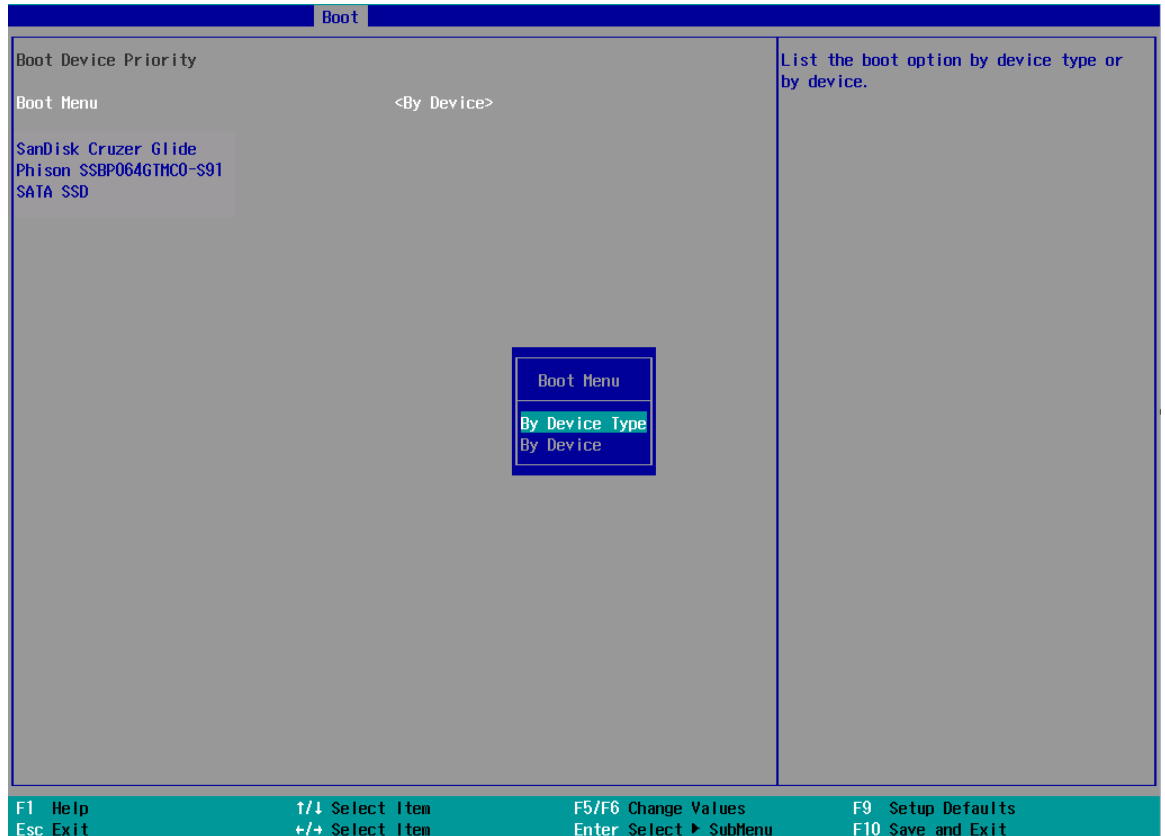 Boot
Boot Device Priority
Boot Menu <By Device>
SanDisk Cruzer Glide
Phison SSBP064GTMC0-S91
SATA SSD
List the boot option by device type or
by device.
Boot Menu
By Device Type
By Device
F1 Help ↑/↓ Select Item F5/F6 Change Values F9 Setup Defaults
Esc Exit ←/→ Select Item Enter Select ▶ SubMenu F10 Save and Exit